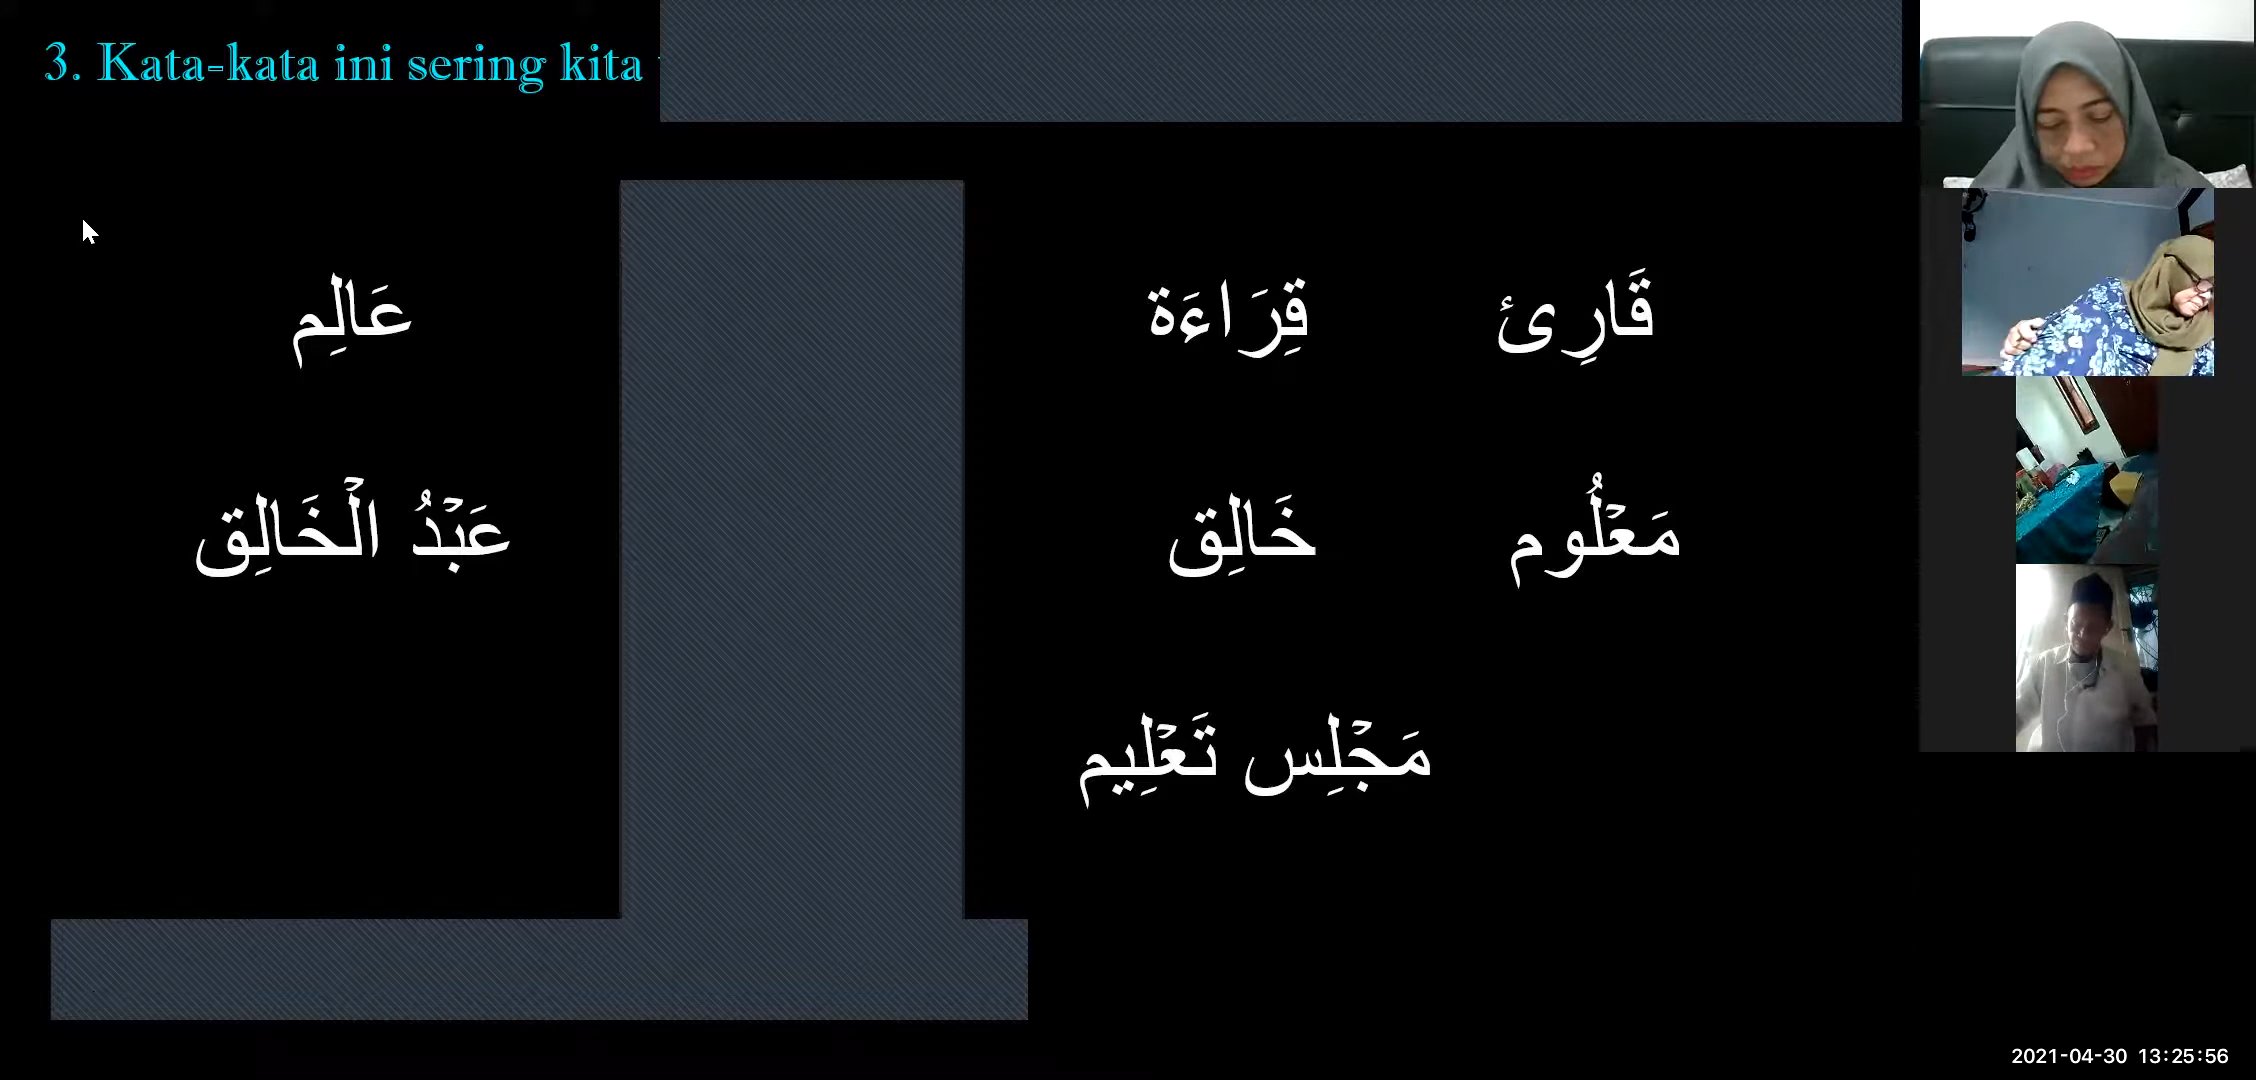 3. Kata-kata ini sering kita
قَارِئ قِرَاءَة عَالِم
مَعْلُوم خَالِق عَبْدُ الْخَالِق
مَجْلِس تَعْلِيم
2021-04-30 13:25:56